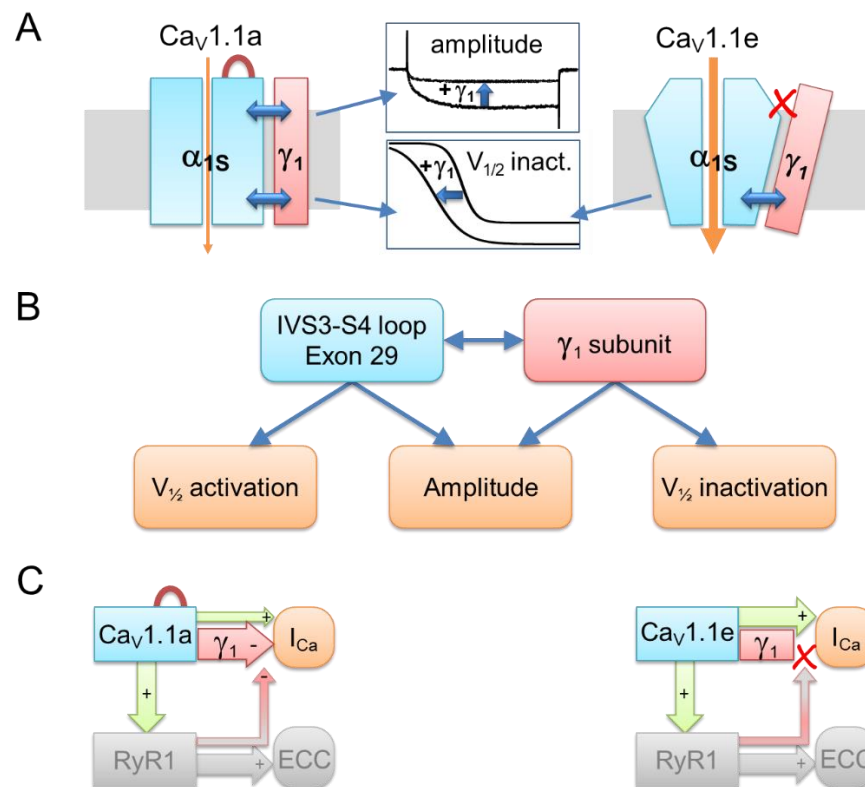 A
CaV1.1a
amplitude
CaV1.1e
+ γ1
α1S
γ1
+γ1
V1/2 inact.
α1S
γ1
B
IVS3-S4 loop
Exon 29
γ1 subunit
V½ activation
Amplitude
V½ inactivation
C
CaV1.1a
+
γ1
-
ICa
+
-
RyR1
+
ECC
CaV1.1e
+
γ1
ICa
+
RyR1
+
ECC